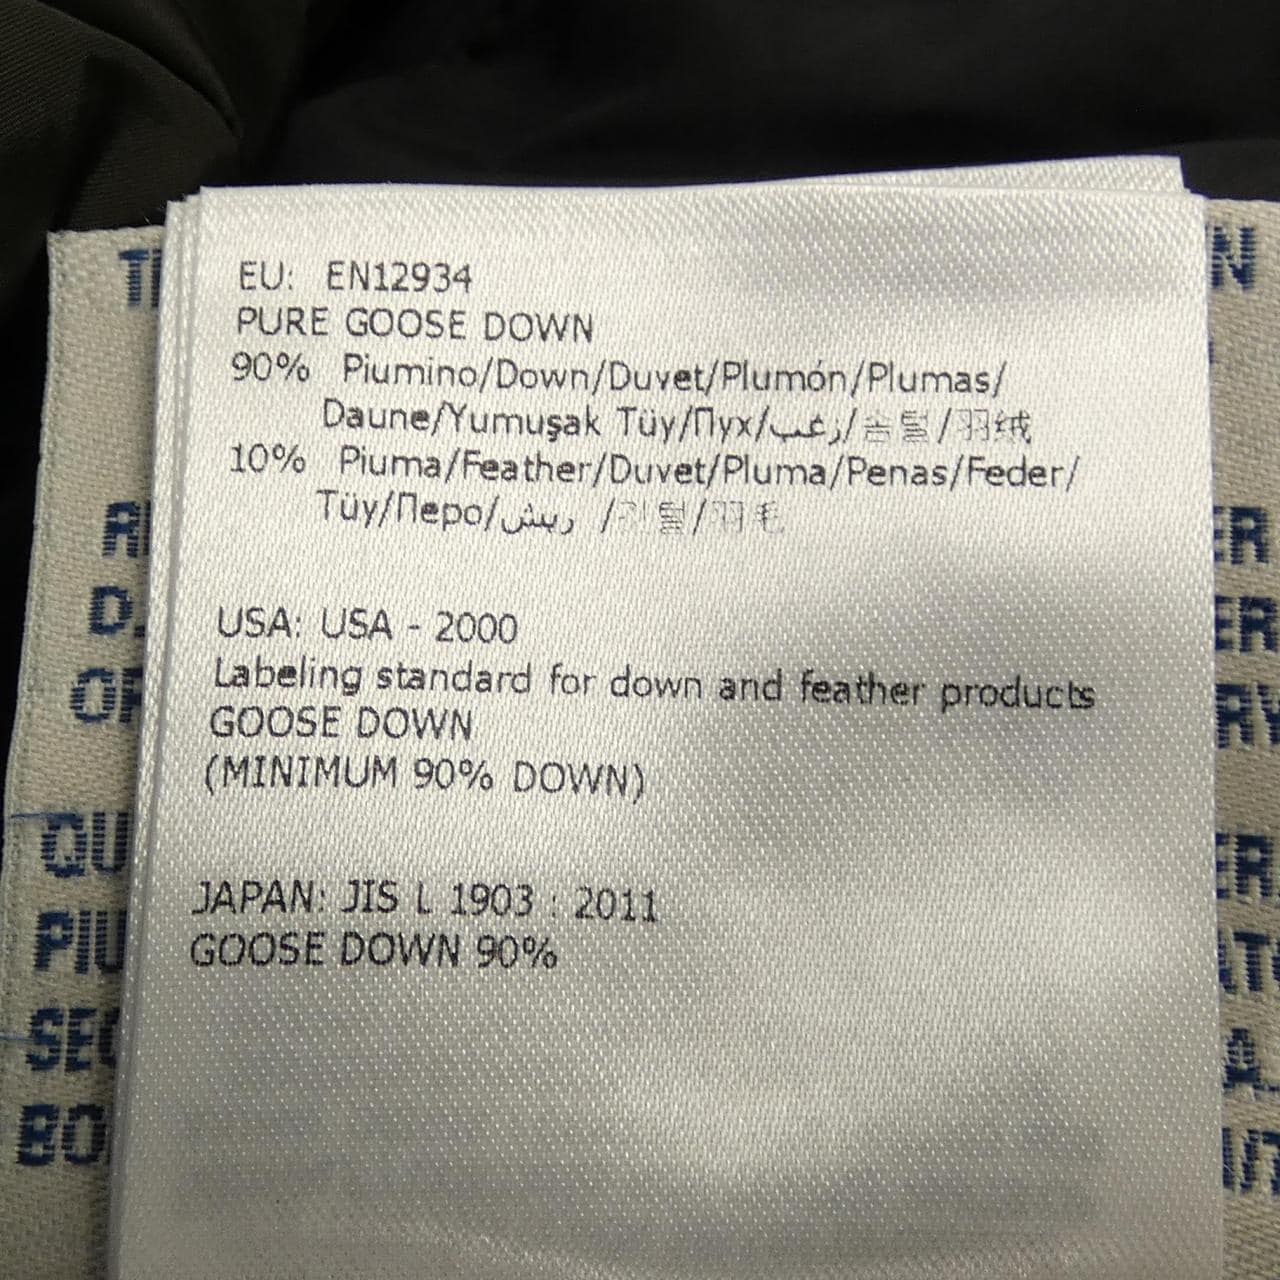 EU: EN12934
PURE GOOSE DOWN
90% Piumino/Down/Duvet/Plumón/Plumas/
Daune/Yumuşak Tüy/Пух/زغب/솜털/羽绒
10% Piuma/Feather/Duvet/Pluma/Penas/Feder/
Tüy/Перо/ريش /깃털/羽毛
USA: USA - 2000
Labeling standard for down and feather products
GOOSE DOWN
(MINIMUM 90% DOWN)
JAPAN: JIS L 1903 : 2011
GOOSE DOWN 90%